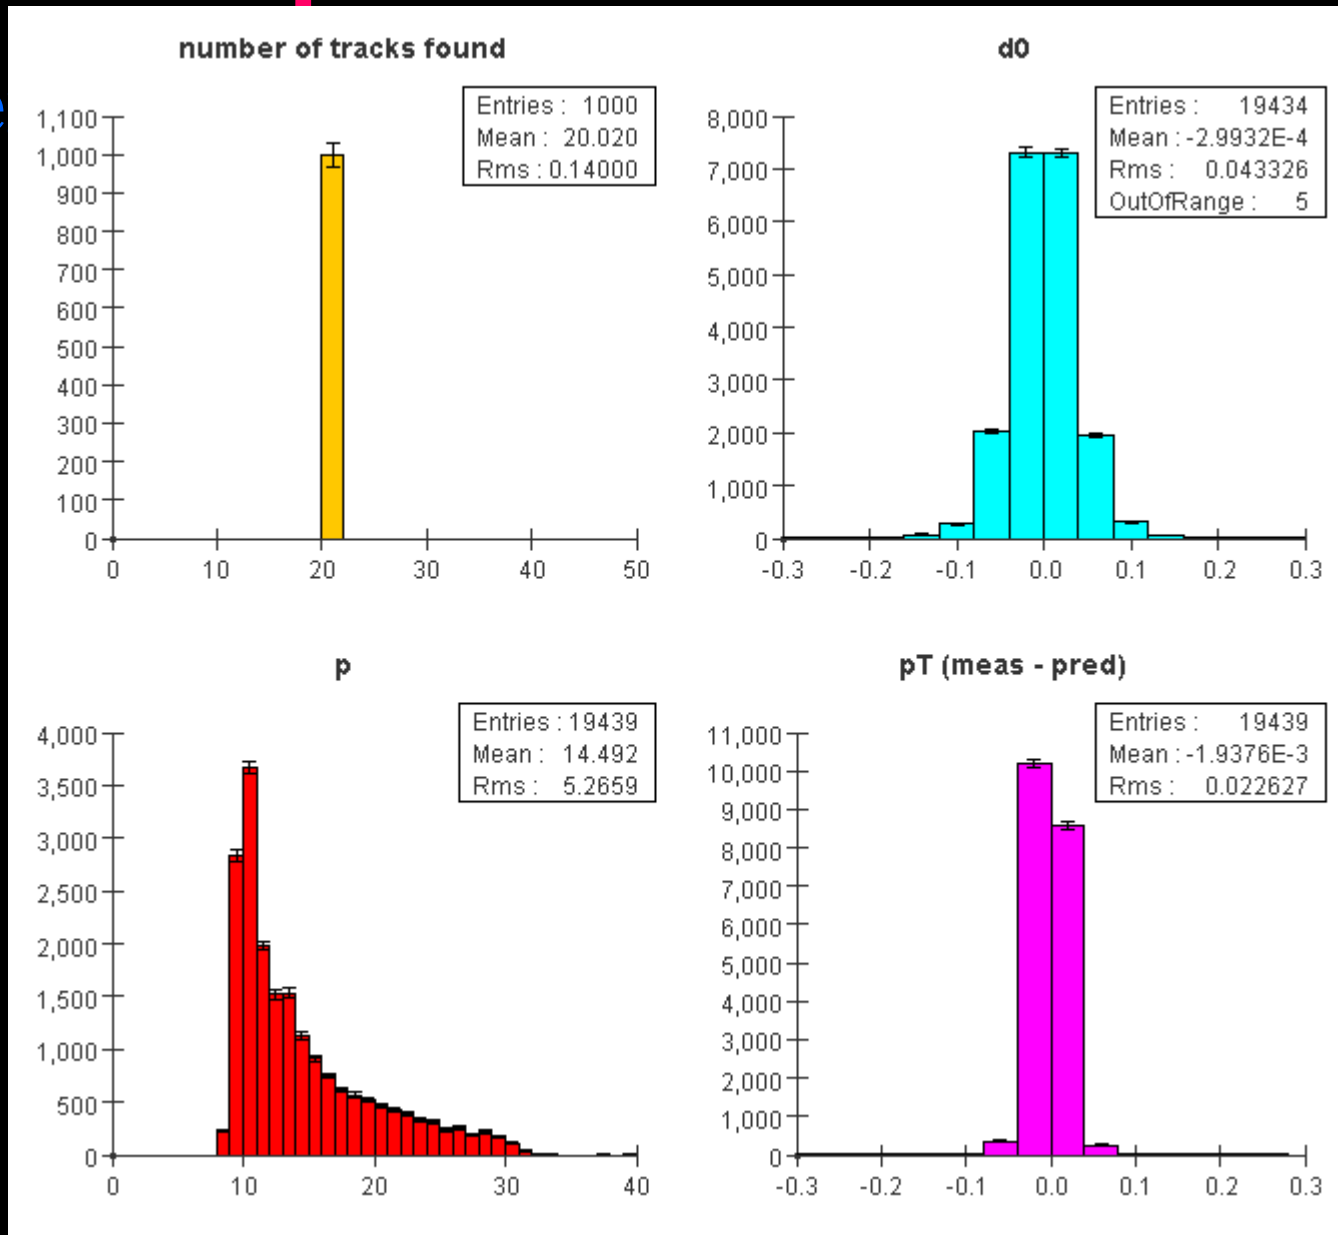 number of tracks found
Entries : 1000
Mean : 20.020
Rms : 0.14000
1,100
1,000
900
800
700
600
500
400
300
200
100
0
0 10 20 30 40 50
d0
Entries : 19434
Mean : -2.9932E-4
Rms : 0.043326
OutOfRange : 5
8,000
7,000
6,000
5,000
4,000
3,000
2,000
1,000
0
-0.3 -0.2 -0.1 0.0 0.1 0.2 0.3
p
Entries : 19439
Mean : 14.492
Rms : 5.2659
4,000
3,500
3,000
2,500
2,000
1,500
1,000
500
0
0 10 20 30 40
pT (meas - pred)
Entries : 19439
Mean : -1.9376E-3
Rms : 0.022627
11,000
10,000
9,000
8,000
7,000
6,000
5,000
4,000
3,000
2,000
1,000
0
-0.3 -0.2 -0.1 0.0 0.1 0.2 0.3